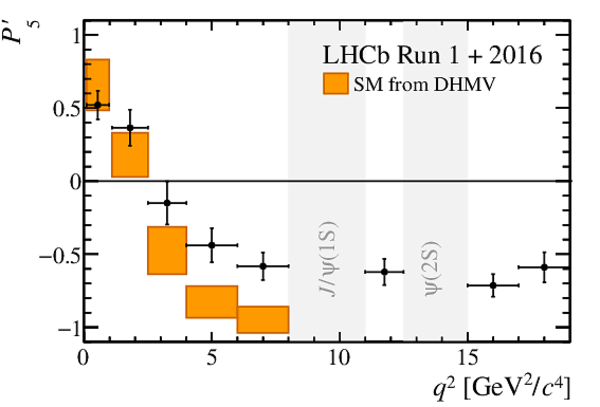 P′5
1
LHCb Run 1 + 2016
SM from DHMV
0.5
0
−0.5
J/ψ(1S)
ψ(2S)
−1
0 5 10 15
q² [GeV²/c⁴]